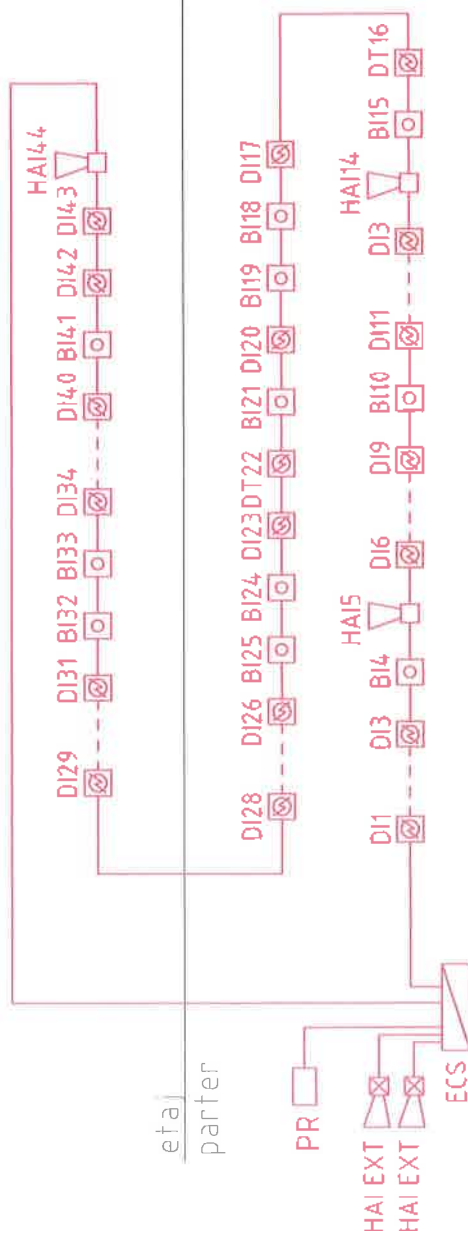 DI29 DI31 BI32 BI33 DI34 DI40 BI41 DI42 DI43 HAI44
etaj
parter
DI28 DI26 BI25 BI24 DI23 DT22 BI21 DI20 BI19 BI18 DI17
PR
HAI EXT
DI1 DI3 BI4 HAI5 DI6 DI9 BI10 DI11 DI3 HAI14 BI15 DT16
HAI EXT
ECS